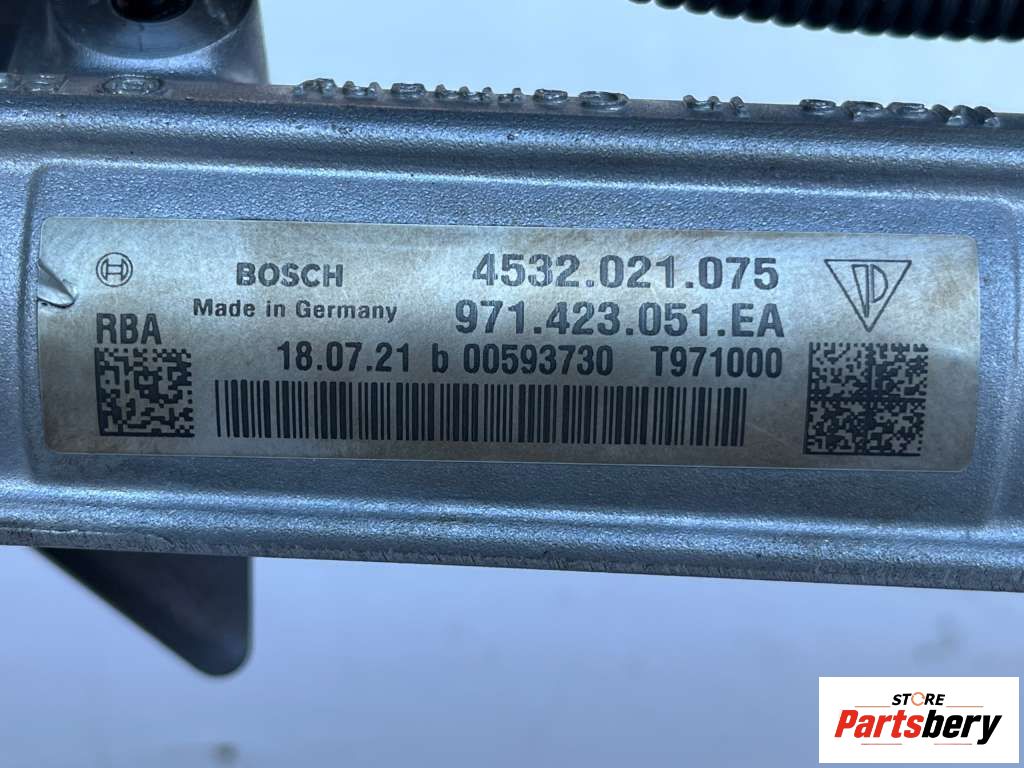 BOSCH 4532.021.075
Made in Germany 971.423.051.EA
RBA 18.07.21 b 00593730 T971000
STORE
Partsbery